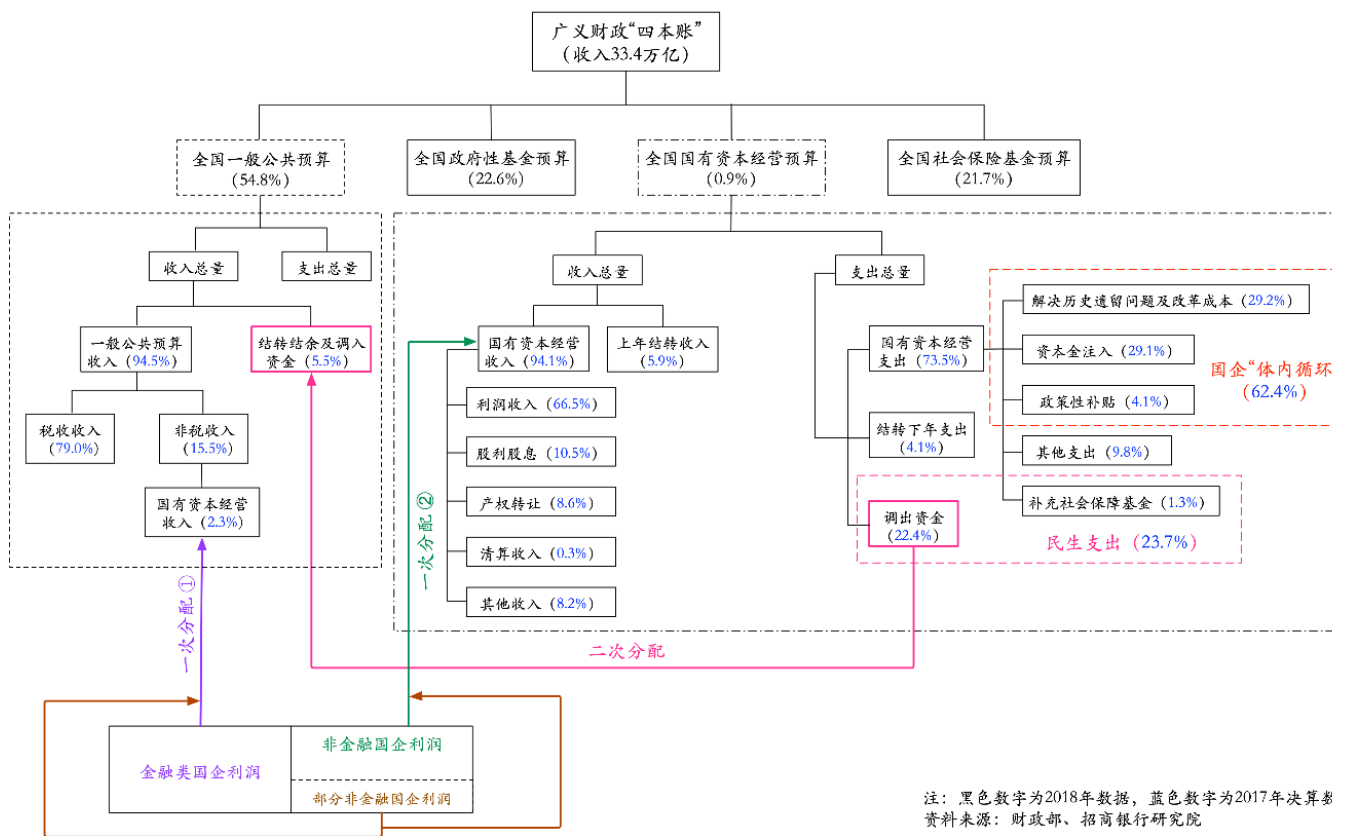 广义财政“四本账”
(收入33.4万亿)
全国一般公共预算
(54.8%)
全国政府性基金预算
(22.6%)
全国国有资本经营预算
(0.9%)
全国社会保险基金预算
(21.7%)
收入总量
支出总量
收入总量
支出总量
一般公共预算
收入(94.5%)
结转结余及调入
资金(5.5%)
国有资本经营
收入(94.1%)
上年结转收入
(5.9%)
国有资本经营
支出(73.5%)
解决历史遗留问题及改革成本(29.2%)
资本金注入(29.1%)
政策性补贴(4.1%)
国企“体内循环
(62.4%)
税收收入
(79.0%)
非税收入
(15.5%)
利润收入(66.5%)
股利股息(10.5%)
产权转让(8.6%)
清算收入(0.3%)
其他收入(8.2%)
结转下年支出
(4.1%)
其他支出(9.8%)
国有资本经营
收入(2.3%)
调出资金
(22.4%)
补充社会保障基金(1.3%)
民生支出(23.7%)
一次分配①
一次分配②
二次分配
金融类国企利润
非金融国企利润
部分非金融国企利润
注：黑色数字为2018年数据，蓝色数字为2017年决算数
资料来源：财政部、招商银行研究院